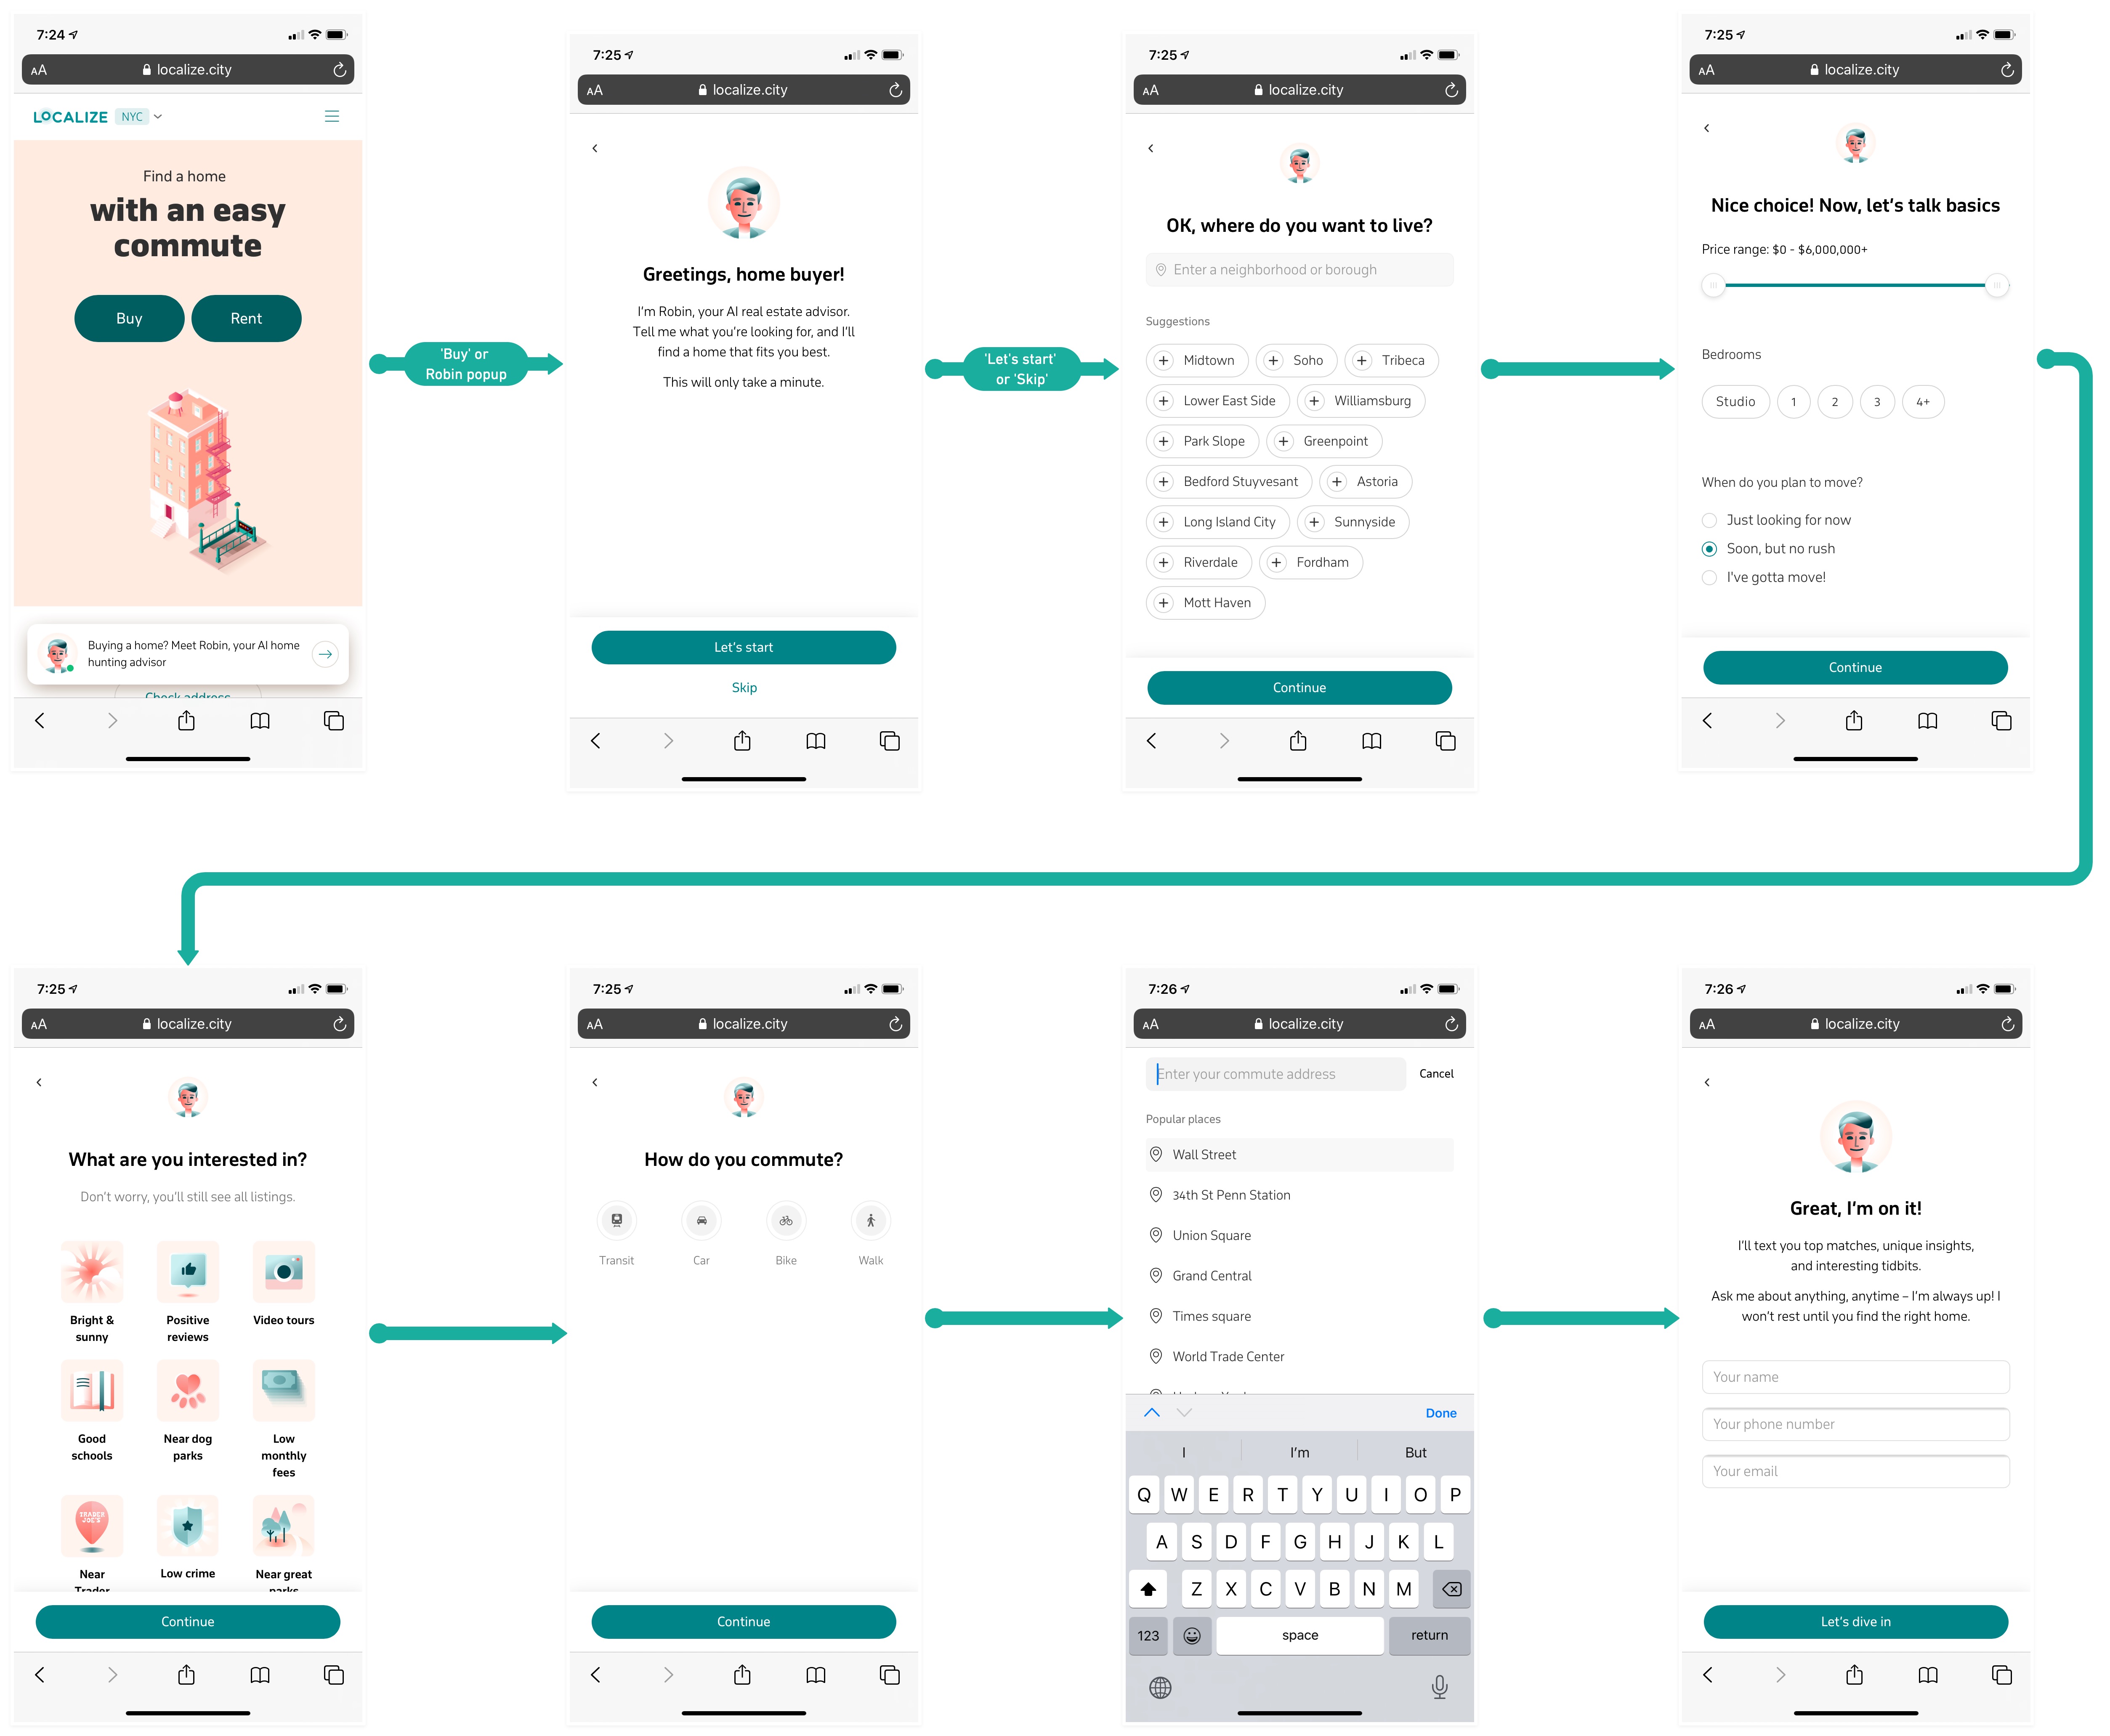 7:24
AA
localize.city
LOCALIZE NYC
Find a home
with an easy
commute
Buy
Rent
Buying a home? Meet Robin, your AI home
hunting advisor
Check address
'Buy' or
Robin popup
7:25
AA
localize.city
Greetings, home buyer!
I'm Robin, your AI real estate advisor.
Tell me what you're looking for, and I'll
find a home that fits you best.
This will only take a minute.
Let's start
Skip
'Let's start'
or 'Skip'
7:25
AA
localize.city
OK, where do you want to live?
Enter a neighborhood or borough
Suggestions
+ Midtown + Soho + Tribeca
+ Lower East Side + Williamsburg
+ Park Slope + Greenpoint
+ Bedford Stuyvesant + Astoria
+ Long Island City + Sunnyside
+ Riverdale + Fordham
+ Mott Haven
Continue
7:25
AA
localize.city
Nice choice! Now, let's talk basics
Price range: $0 - $6,000,000+
Bedrooms
Studio 1 2 3 4+
When do you plan to move?
Just looking for now
Soon, but no rush
I've gotta move!
Continue
7:25
AA
localize.city
What are you interested in?
Don't worry, you'll still see all listings.
Bright &
sunny
Positive
reviews
Video tours
Good
schools
Near dog
parks
Low
monthly
fees
TRADER
JOE'S
Near
Trader
Low crime
Near great
parks
Continue
7:25
AA
localize.city
How do you commute?
Transit Car Bike Walk
Continue
7:26
AA
localize.city
Enter your commute address
Cancel
Popular places
Wall Street
34th St Penn Station
Union Square
Grand Central
Times square
World Trade Center
Done
I I'm But
Q W E R T Y U I O P
A S D F G H J K L
Z X C V B N M
123 space return
7:26
AA
localize.city
Great, I'm on it!
I'll text you top matches, unique insights,
and interesting tidbits.
Ask me about anything, anytime – I'm always up! I
won't rest until you find the right home.
Your name
Your phone number
Your email
Let's dive in